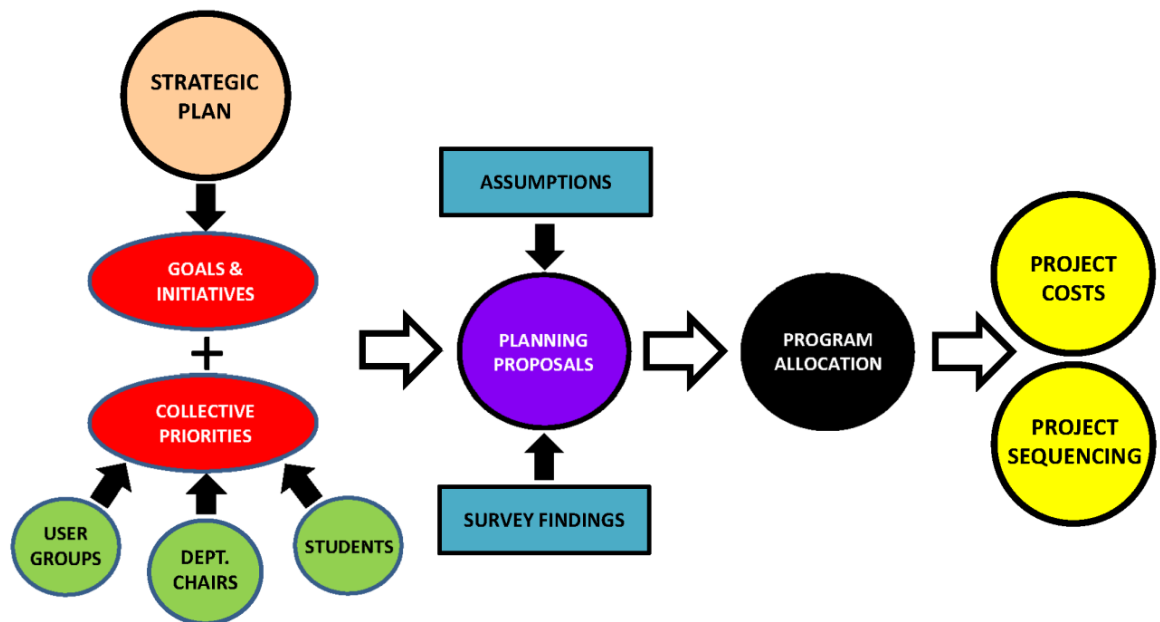 STRATEGIC
PLAN
GOALS &
INITIATIVES
+
COLLECTIVE
PRIORITIES
USER
GROUPS
DEPT.
CHAIRS
STUDENTS
ASSUMPTIONS
PLANNING
PROPOSALS
SURVEY FINDINGS
PROGRAM
ALLOCATION
PROJECT
COSTS
PROJECT
SEQUENCING